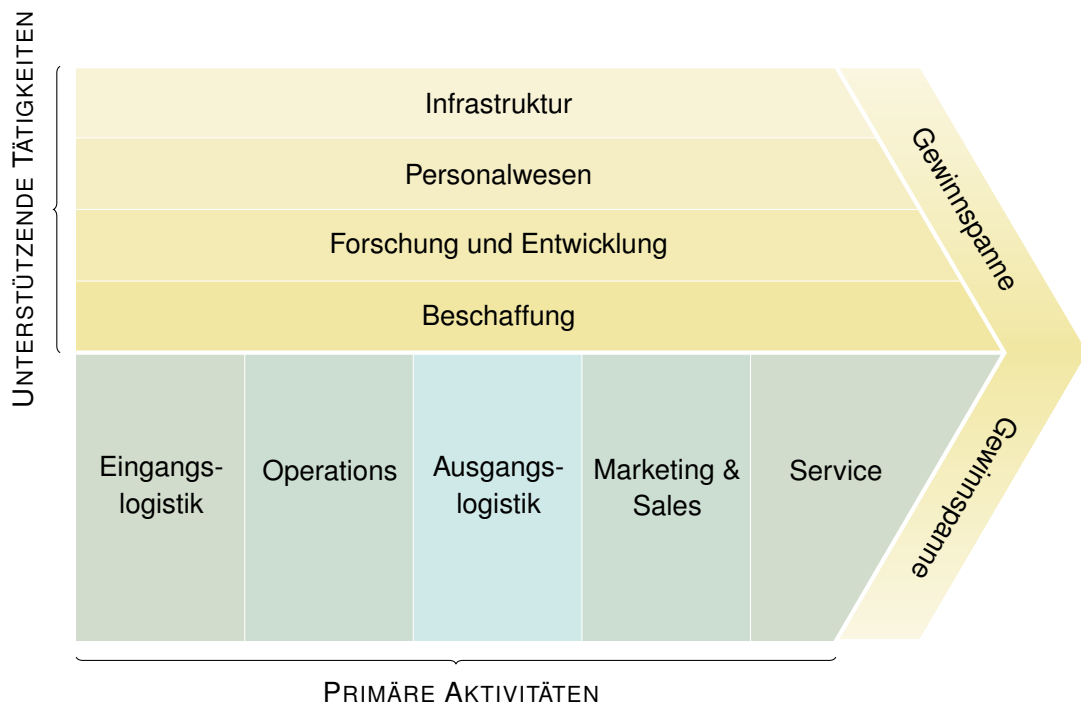 UNTERSTÜTZENDE TÄTIGKEITEN
Infrastruktur
Personalwesen
Forschung und Entwicklung
Beschaffung
Gewinnspanne
Eingangs-
logistik
Operations
Ausgangs-
logistik
Marketing &
Sales
Service
Gewinnspanne
PRIMÄRE AKTIVITÄTEN